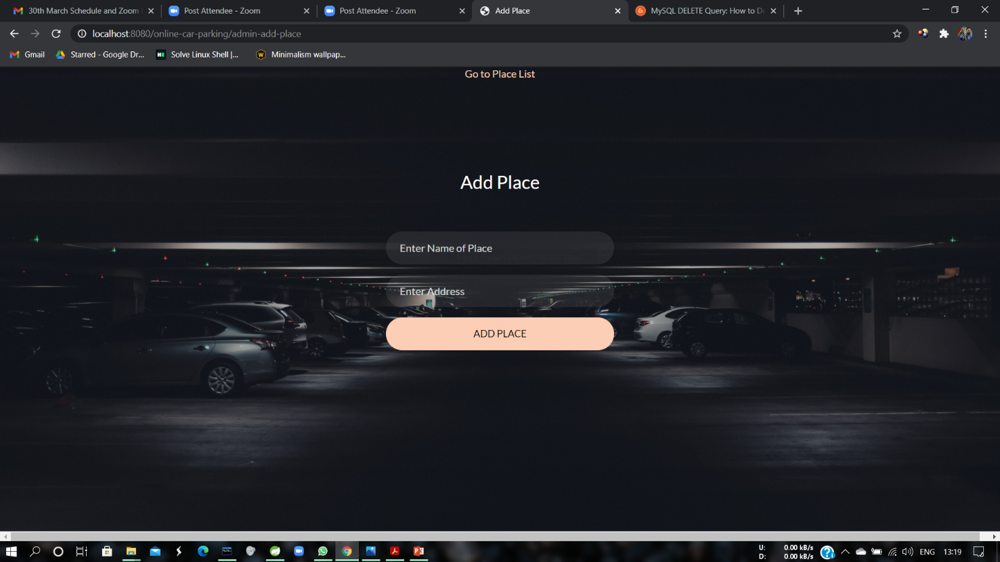 30th March Schedule and Zoom
Post Attendee - Zoom
Post Attendee - Zoom
Add Place
MySQL DELETE Query: How to De
localhost:8080/online-car-parking/admin-add-place
Gmail
Starred - Google Dr...
Solve Linux Shell |...
Minimalism wallpap...
Go to Place List
Add Place
Enter Name of Place
Enter Address
ADD PLACE
U: 0.00 kB/s
D: 0.00 kB/s
ENG
13:19